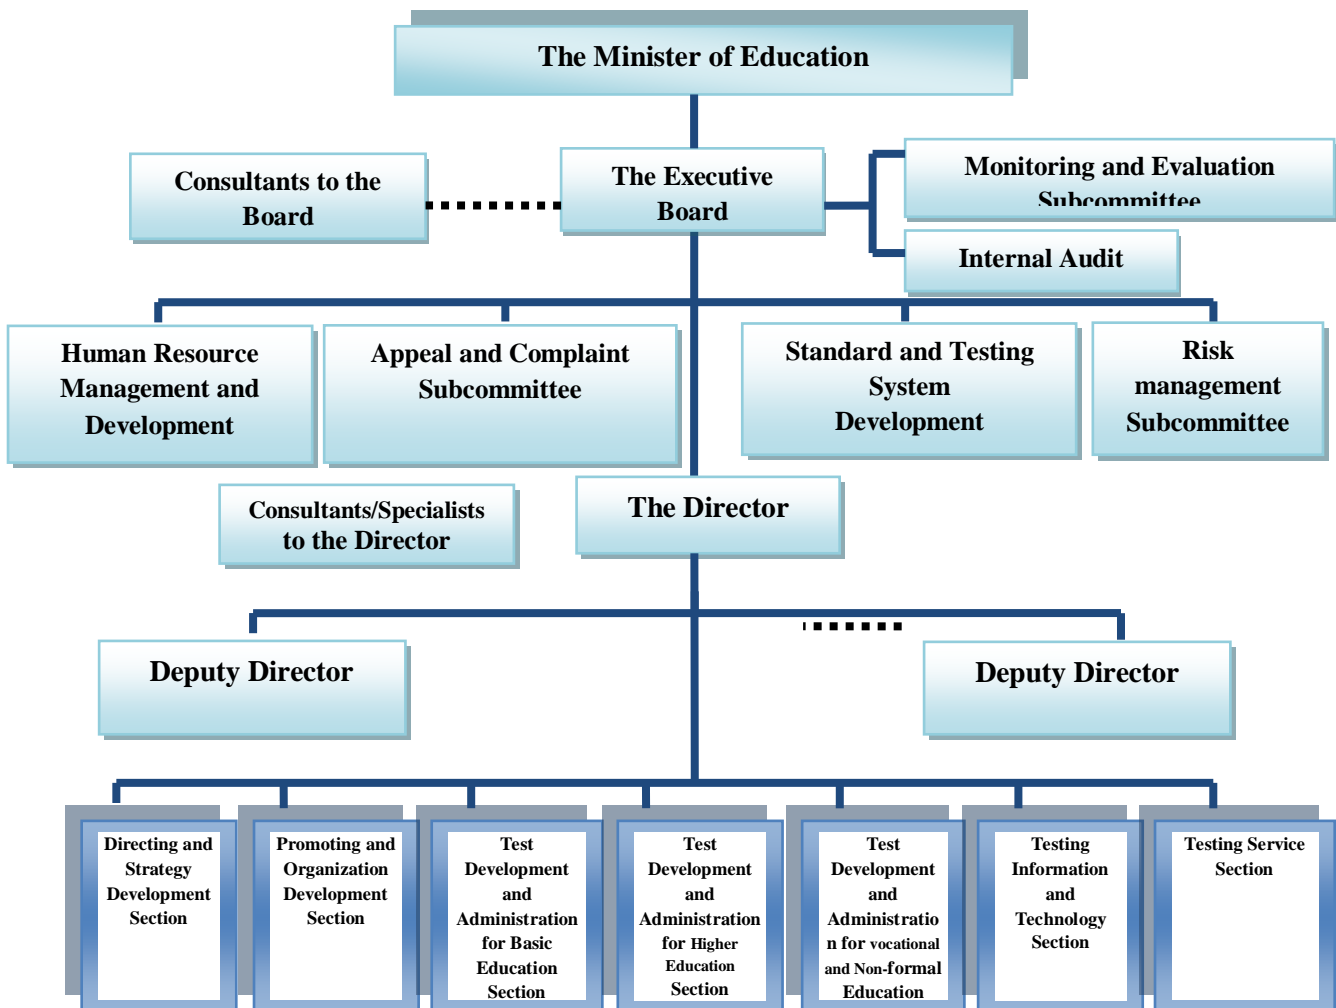 The Minister of Education
Consultants to the
Board
The Executive
Board
Monitoring and Evaluation
Subcommittee
Internal Audit
Human Resource
Management and
Development
Appeal and Complaint
Subcommittee
Standard and Testing
System
Development
Risk
management
Subcommittee
Consultants/Specialists
to the Director
The Director
Deputy Director
Deputy Director
Directing and
Strategy
Development
Section
Promoting and
Organization
Development
Section
Test
Development
and
Administration
for Basic
Education
Section
Test
Development
and
Administration
for Higher
Education
Section
Test
Development
and
Administratio
n for vocational
and Non-formal
Education
Testing
Information
and
Technology
Section
Testing Service
Section